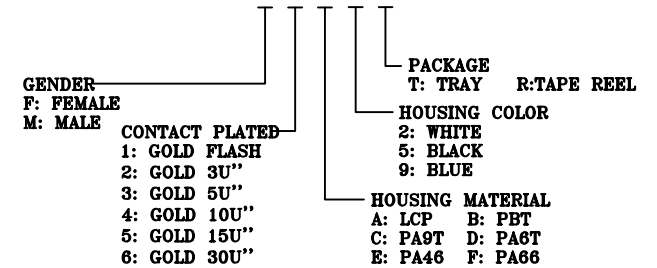 PACKAGE
T: TRAY R:TAPE REEL
GENDER
F: FEMALE
M: MALE
HOUSING COLOR
2: WHITE
5: BLACK
9: BLUE
CONTACT PLATED
1: GOLD FLASH
2: GOLD 3U''
3: GOLD 5U''
4: GOLD 10U''
5: GOLD 15U''
6: GOLD 30U''
HOUSING MATERIAL
A: LCP B: PBT
C: PA9T D: PA6T
E: PA46 F: PA66